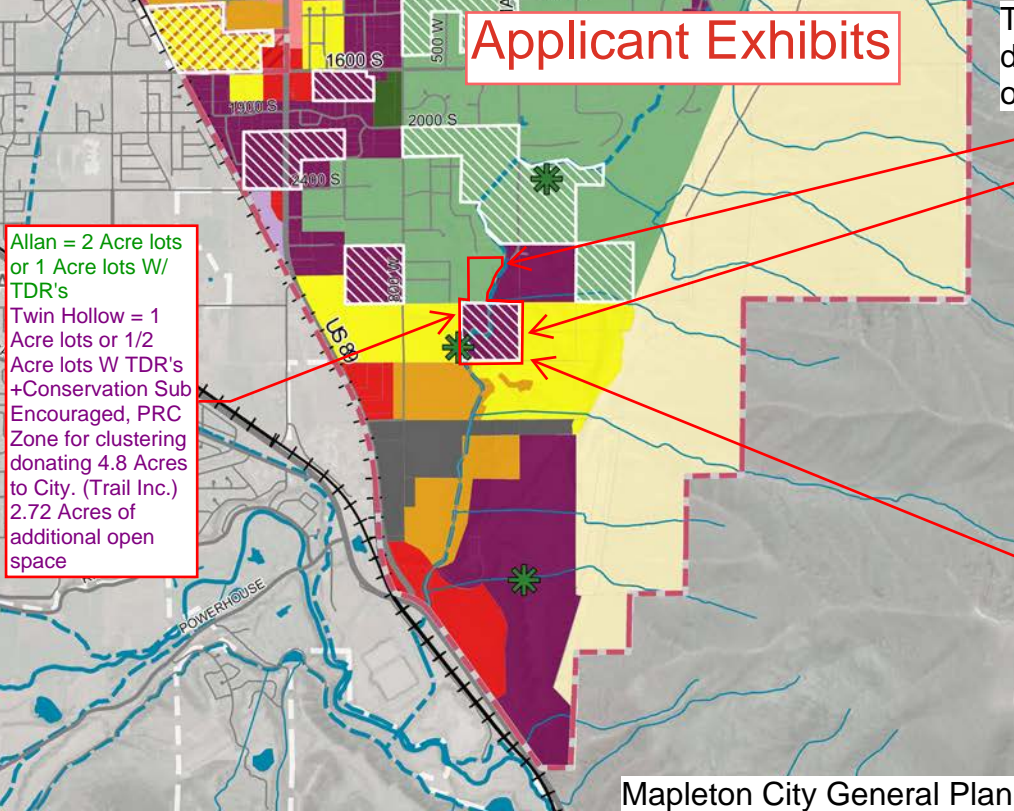 Applicant Exhibits
T
d
o
1600 S
500 W
1900 S
2000 S
2400 S
800 W
US 89
Allan = 2 Acre lots
or 1 Acre lots W/
TDR's
Twin Hollow = 1
Acre lots or 1/2
Acre lots W TDR's
+Conservation Sub
Encouraged, PRC
Zone for clustering
donating 4.8 Acres
to City. (Trail Inc.)
2.72 Acres of
additional open
space
POWERHOUSE
Mapleton City General Plan